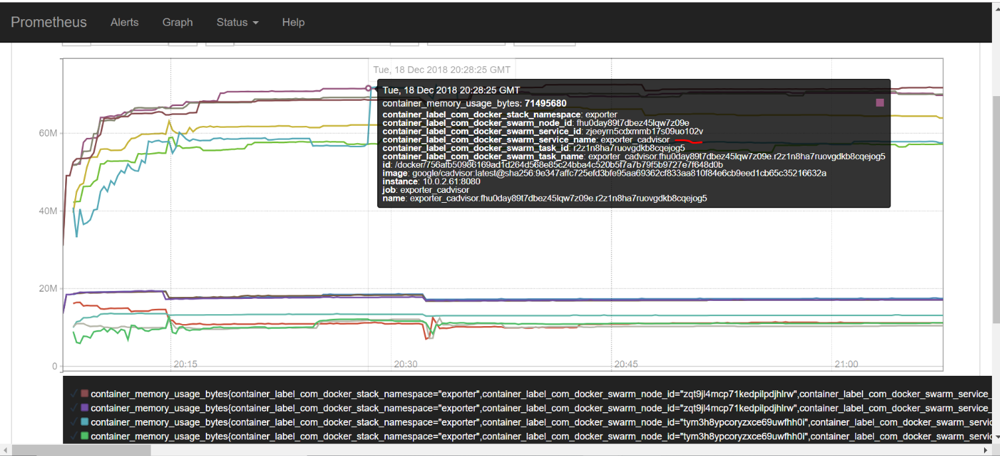 Prometheus Alerts Graph Status Help
Tue, 18 Dec 2018 20:28:25 GMT
Tue, 18 Dec 2018 20:28:25 GMT
container_memory_usage_bytes: 71495680
container_label_com_docker_stack_namespace: exporter
container_label_com_docker_swarm_node_id: fhu0day89t7dbez45lqw7z09e
container_label_com_docker_swarm_service_id: zjeeyrn5cdxmmb17s09uo102v
container_label_com_docker_swarm_service_name: exporter_cadvisor
container_label_com_docker_swarm_task_id: r2z1n8ha7ruovgdkb8cqejog5
container_label_com_docker_swarm_task_name: exporter_cadvisor.fhu0day89t7dbez45lqw7z09e.r2z1n8ha7ruovgdkb8cqejog5
id: /docker/756afb50986169ad1d264d568e85c24bba4c520b5f7a7b79f5b9727e7f648d0b
image: google/cadvisor:latest@sha256:9e347affc725efd3bfe95aa69362cf833aa810f84e6cb9eed1cb65c35216632a
instance: 10.0.2.61:8080
job: exporter_cadvisor
name: exporter_cadvisor.fhu0day89t7dbez45lqw7z09e.r2z1n8ha7ruovgdkb8cqejog5
60M
40M
20M
0
20:15 20:30 20:45 21:00
container_memory_usage_bytes{container_label_com_docker_stack_namespace="exporter",container_label_com_docker_swarm_node_id="zqt9jl4mcp71kedpilpdjhlrw",container_label_com_docker_swarm_service_
container_memory_usage_bytes{container_label_com_docker_stack_namespace="exporter",container_label_com_docker_swarm_node_id="zqt9jl4mcp71kedpilpdjhlrw",container_label_com_docker_swarm_service_
container_memory_usage_bytes{container_label_com_docker_stack_namespace="exporter",container_label_com_docker_swarm_node_id="tym3h8ypcoryzxce69uwfhh0i",container_label_com_docker_swarm_servic
container_memory_usage_bytes{container_label_com_docker_stack_namespace="exporter",container_label_com_docker_swarm_node_id="tym3h8ypcoryzxce69uwfhh0i",container_label_com_docker_swarm_servic